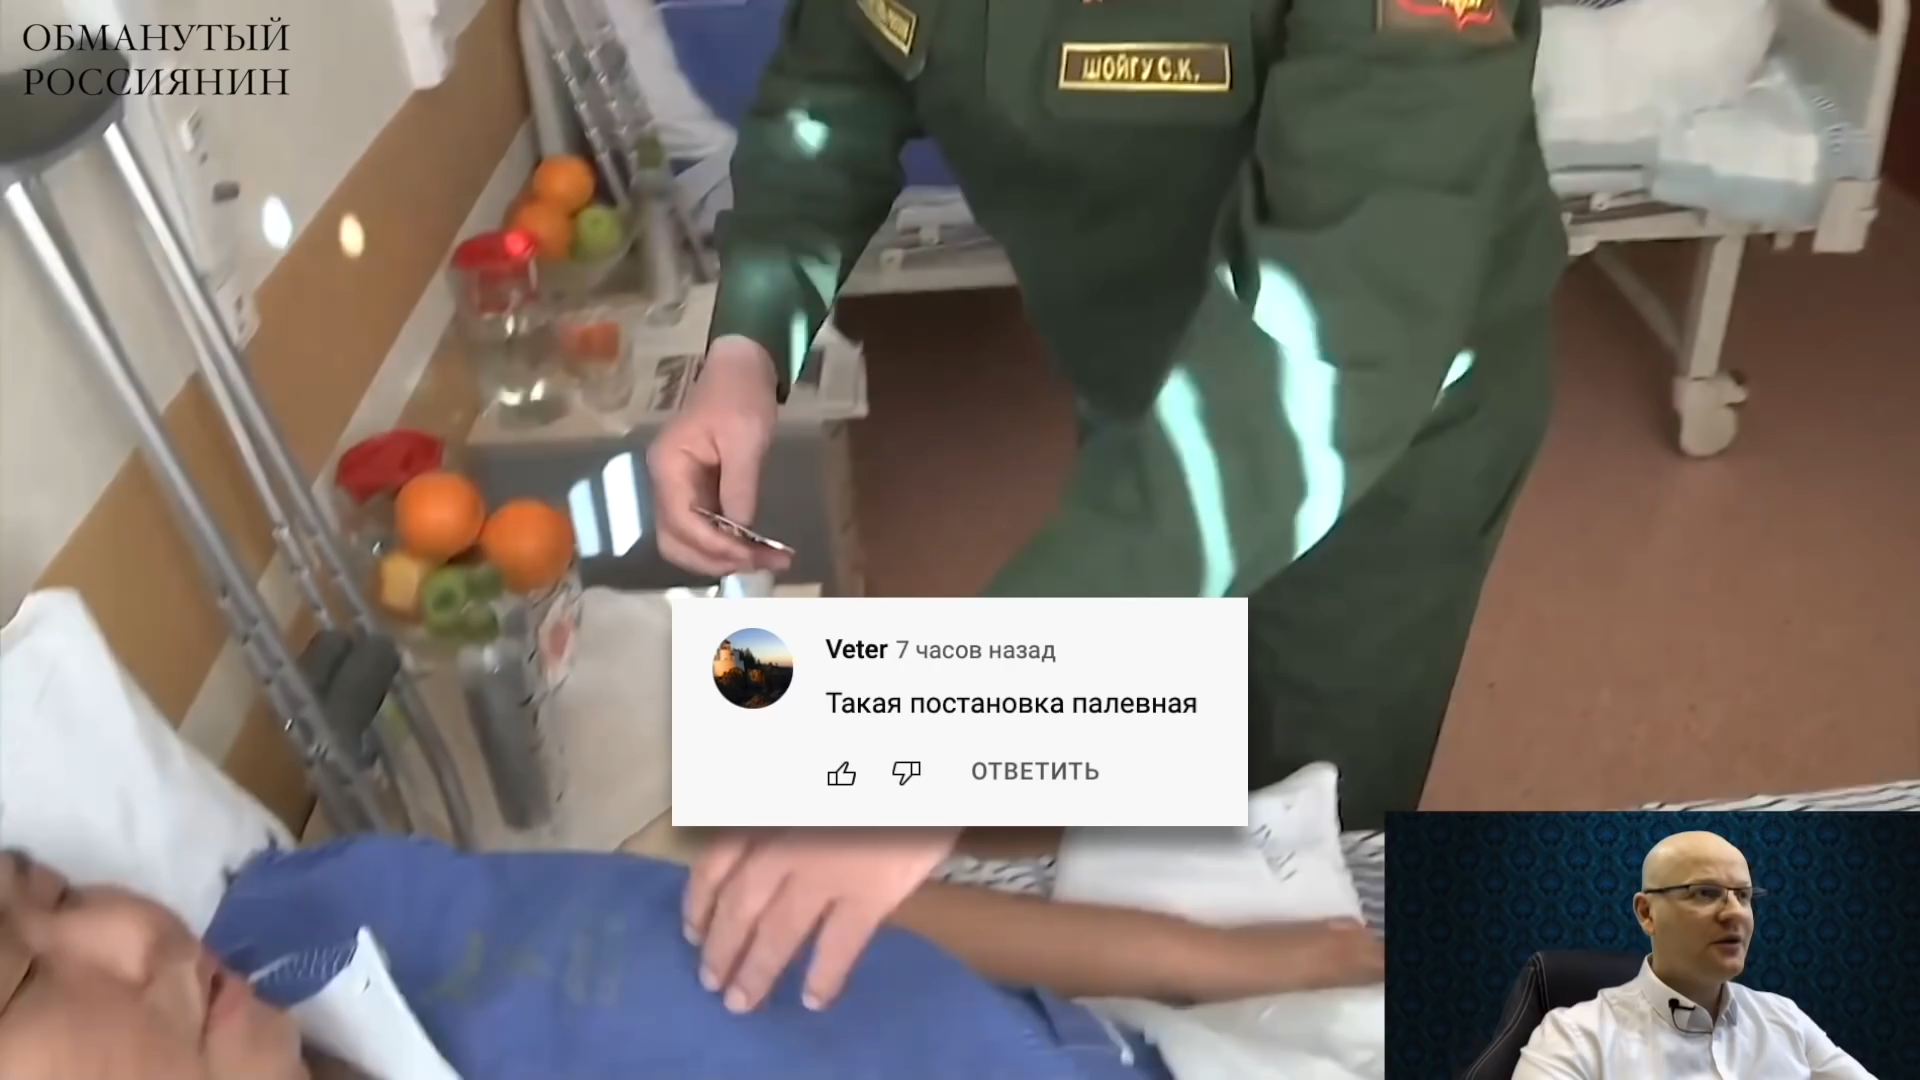 ОБМАНУТЫЙ
РОССИЯНИН
ШОЙГУ С.К.
Veter 7 часов назад
Такая постановка палевная
ОТВЕТИТЬ